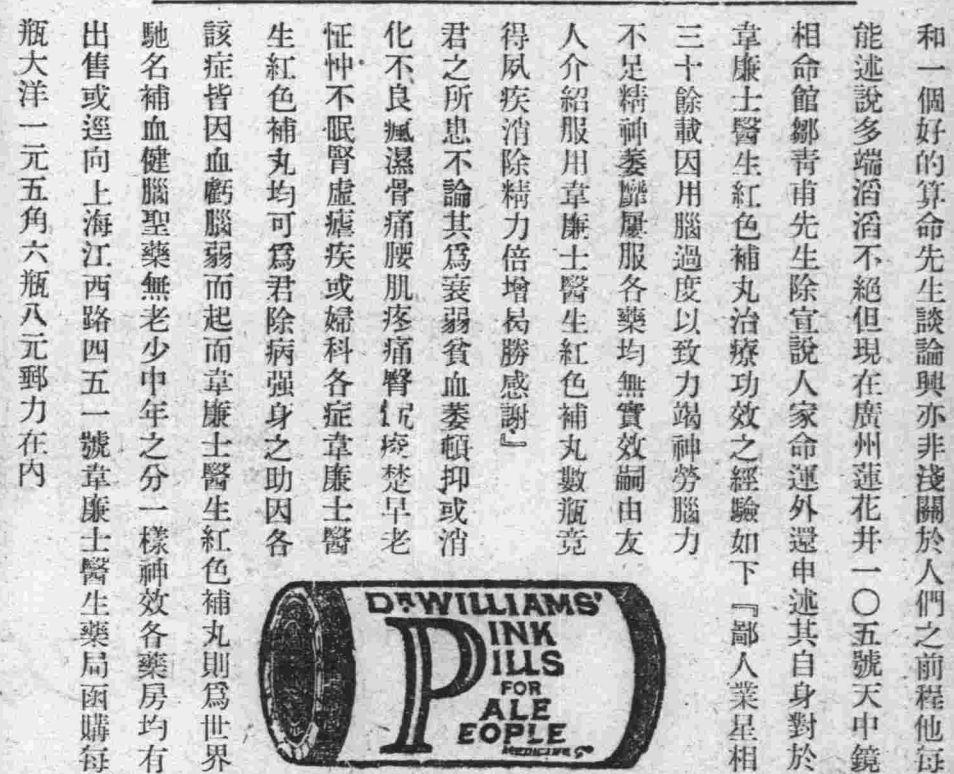 和一個好的算命先生談論興亦非淺關於人們之前程他每
能述說多端滔滔不絕但現在廣州蓮花井一〇五號天中鏡
相命館鄒靑甫先生除宣說人家命運外還申述其自身對於
韋廉士醫生紅色補丸治療功效之經驗如下『鄙人業星相
三十餘載因用腦過度以致力竭神勞腦力
不足精神萎靡屢服各藥均無實效嗣由友
人介紹服用韋廉士醫生紅色補丸數瓶竟
得夙疾消除精力倍增曷勝感謝』
君之所患不論其爲衰弱貧血萎頓抑或消
化不良瘋濕骨痛腰肌疼痛臀尻痠楚早老
怔忡不眠腎虛瘧疾或婦科各症韋廉士醫
生紅色補丸均可爲君除病强身之助因各
該症皆因血虧腦弱而起而韋廉士醫生紅色補丸則爲世界
馳名補血健腦聖藥無老少中年之分一樣神效各藥房均有
出售或逕向上海江西路四五一號韋廉士醫生藥局函購每
瓶大洋一元五角六瓶八元郵力在内
DR WILLIAMS'
PINK
PILLS
FOR
PALE
PEOPLE
MEDICINE Co